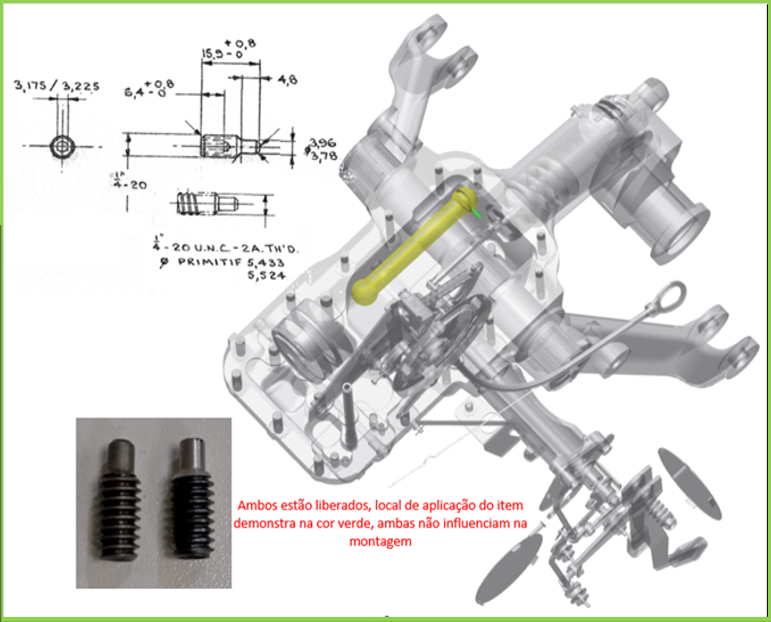 +0,8
15,9-0
+0,8
6,4-0
4,8
3,175 / 3,225
ø3,96
3,78
1/4"-20
1/4"-20 U.N.C-2A.TH'D.
ø PRIMITIF 5,433
5,524
Ambos estão liberados, local de aplicação do item
demonstra na cor verde, ambas não influenciam na
montagem